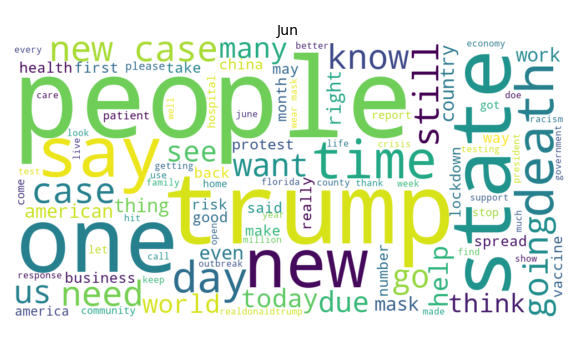 Jun
every
new case
many
know
still
better
economy
work
health
first
please
take
china
may
right
country
way
got
doe
racism
care
people
state
death
patient
look
well
hospital
month
june
wear mask
report
president
government
say
see
protest
want
time
life
crisis
testing
live
test
getting
use
back
lockdown
family
home
florida
county
thank
week
support
come
case
trump
american
thing
risk
good
said
really
year
stop
much
hit
open
make
going
one
let
call
even
million
number
find
spread
show
day
new
go
help
vaccine
response
business
keep
outbreak
us
need
world
today
due
mask
think
america
community
realdonaldtrump
made